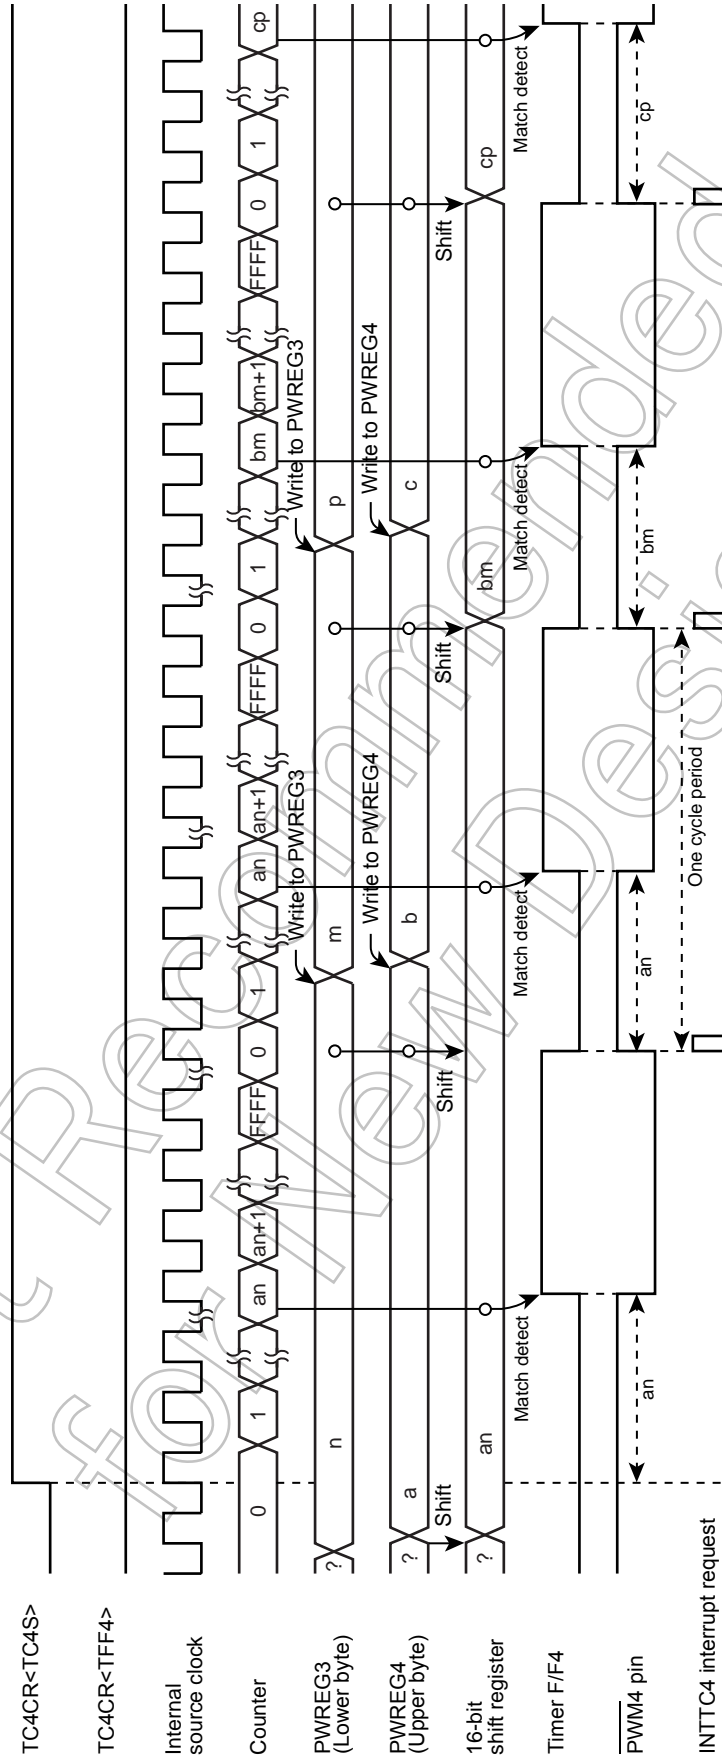 TC4CR<TC4S>
TC4CR<TFF4>
Internal
source clock
Counter
0 1 an an+1 FFFF 0 1 an an+1 FFFF 0 1 bm bm+1 FFFF 0 1 cp
PWREG3
(Lower byte)
? n m p
Write to PWREG3
Write to PWREG3
PWREG4
(Upper byte)
? a b c
Write to PWREG4
Write to PWREG4
Shift Shift Shift Shift
16-bit
shift register
? an bm cp
Match detect Match detect Match detect Match detect
Timer F/F4
PWM4 pin
an an bm cp
One cycle period
INTTC4 interrupt request
t Recommended
for New Desi